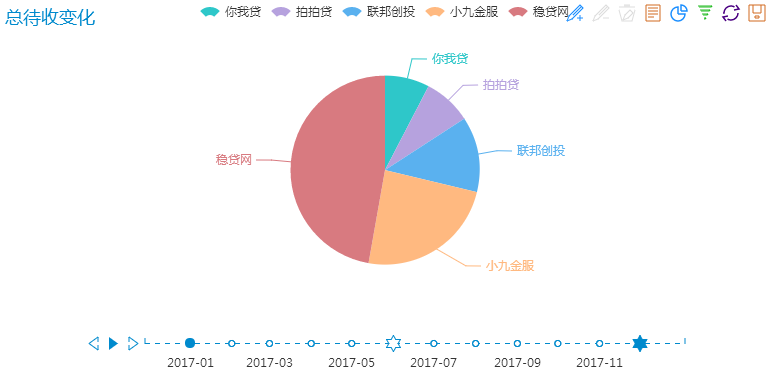 总待收变化
你我贷 拍拍贷 联邦创投 小九金服 稳贷网
你我贷
拍拍贷
联邦创投
稳贷网
小九金服
2017-01 2017-03 2017-05 2017-07 2017-09 2017-11